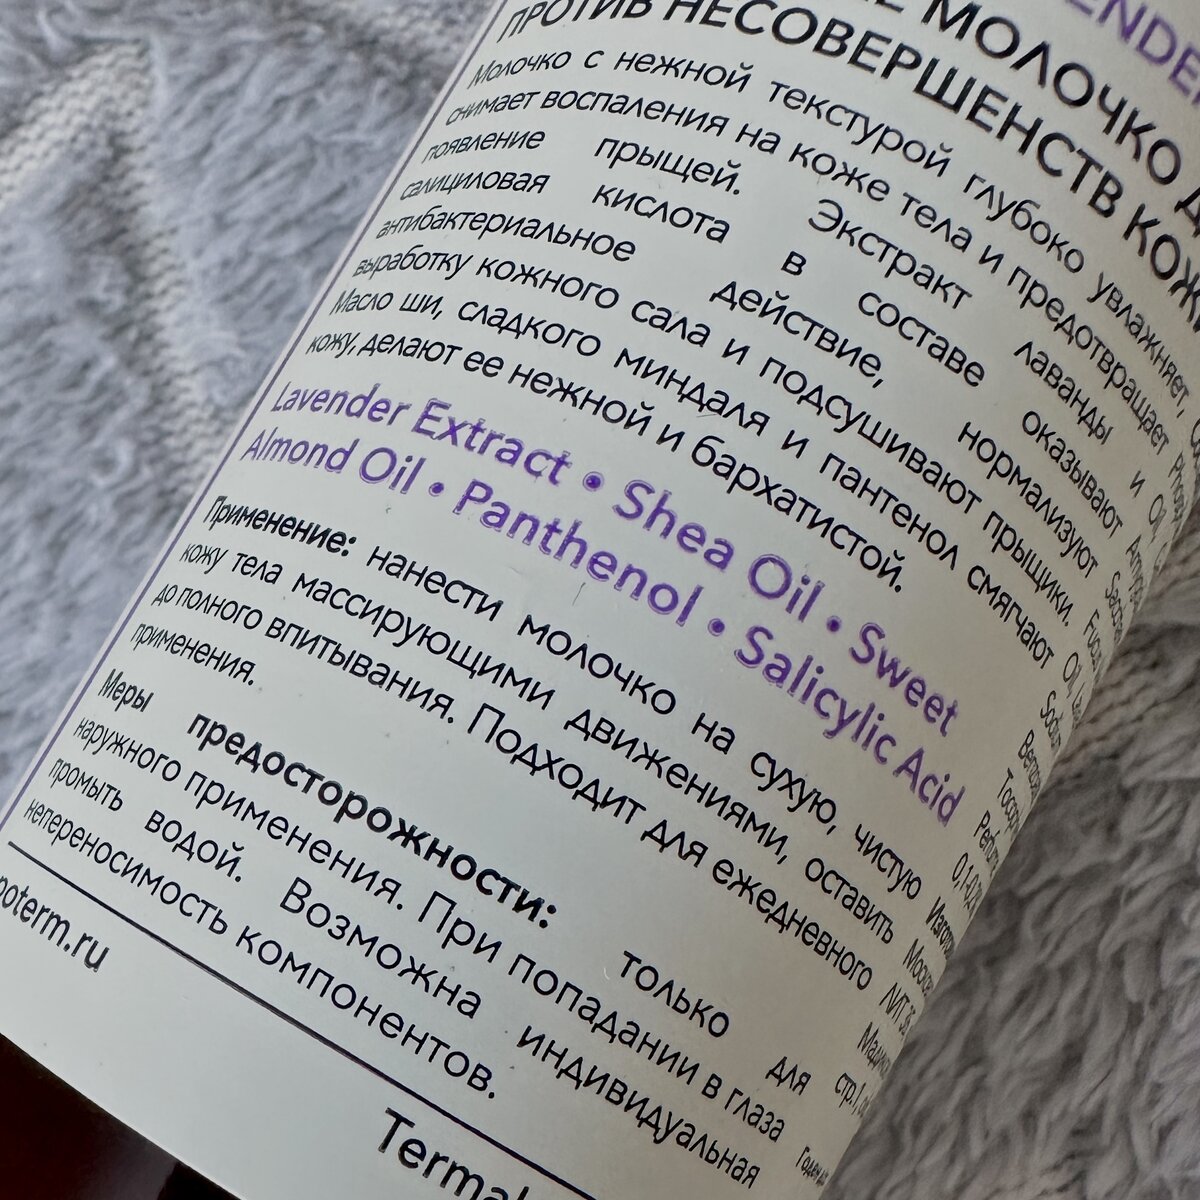 МОЛОЧКО
ПРОТИВ НЕСОВЕРШЕНСТВ КОЖИ
Молочко с нежной текстурой глубоко увлажняет,
снимает воспаления на коже тела и предотвращает
появление прыщей. Экстракт лаванды и
салициловая кислота в составе оказывают
антибактериальное действие, нормализуют
выработку кожного сала и подсушивают прыщики.
Масло ши, сладкого миндаля и пантенол смягчают
кожу, делают ее нежной и бархатистой.
Lavender Extract • Shea Oil • Sweet
Almond Oil • Panthenol • Salicylic Acid
Применение: нанести молочко на сухую, чистую
кожу тела массирующими движениями, оставить
до полного впитывания. Подходит для ежедневного
применения.
Меры предосторожности: только для
наружного применения. При попадании в глаза
промыть водой. Возможна индивидуальная
непереносимость компонентов.
poterm.ru
Termal